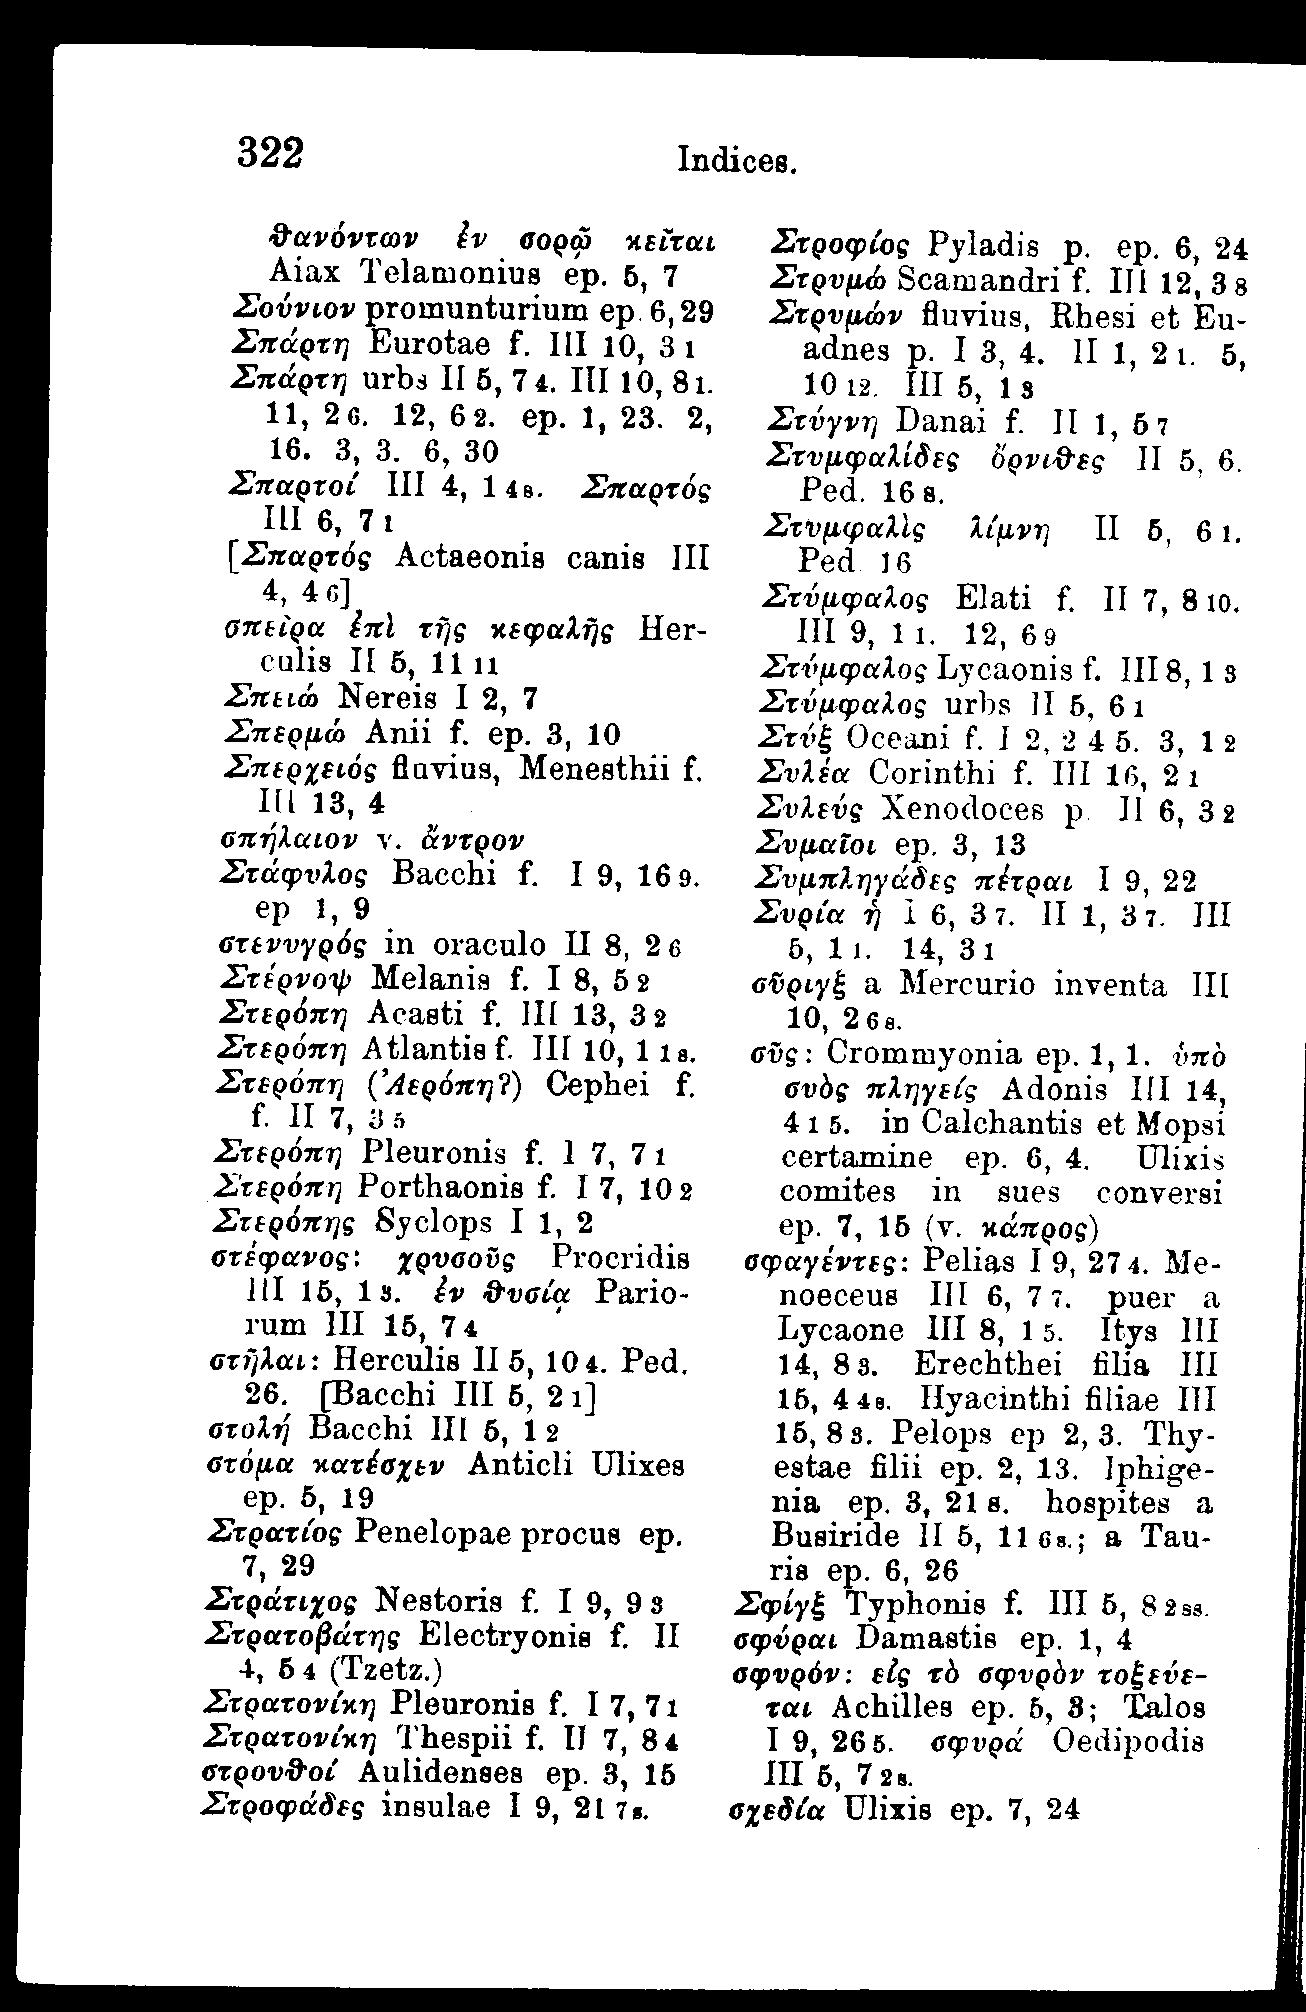 322
Indices.
θανόντων ἐν σορῷ κεῖται
Aiax Telamonius ep. 5, 7
Σούνιον promunturium ep. 6, 29
Σπάρτη Eurotae f. III 10, 3 1
Σπάρτη urbs II 5, 7 4. III 10, 8 1.
11, 2 6. 12, 6 2. ep. 1, 23. 2,
16. 3, 3. 6, 30
Σπαρτοί III 4, 1 4s. Σπαρτός
III 6, 7 1
[Σπαρτός Actaeonis canis III
4, 4 6]
σπεῖρα ἐπὶ τῆς κεφαλῆς Her-
culis II 5, 11 11
Σπειώ Nereis I 2, 7
Σπερμώ Anii f. ep. 3, 10
Σπερχειός fluvius, Menesthii f.
III 13, 4
σπήλαιον v. ἄντρον
Στάφυλος Bacchi f. I 9, 16 9.
ep 1, 9
στενυγρός in oraculo II 8, 2 6
Στέρνοψ Melanis f. I 8, 5 2
Στερόπη Acasti f. III 13, 3 2
Στερόπη Atlantis f. III 10, 1 1s.
Στερόπη (Ἀερόπη?) Cephei f.
f. II 7, 3 5
Στερόπη Pleuronis f. I 7, 7 1
Στερόπη Porthaonis f. I 7, 10 2
Στερόπης Syclops I 1, 2
στέφανος: χρυσοῦς Procridis
III 15, 1 3. ἐν θυσίᾳ Pario-
rum III 15, 7 4
στῆλαι: Herculis II 5, 10 4. Ped.
26. [Bacchi III 5, 2 1]
στολή Bacchi III 5, 1 2
στόμα κατέσχεν Anticli Ulixes
ep. 5, 19
Στρατίος Penelopae procus ep.
7, 29
Στράτιχος Nestoris f. I 9, 9 3
Στρατοβάτης Electryonis f. II
4, 5 4 (Tzetz.)
Στρατονίκη Pleuronis f. I 7, 7 1
Στρατονίκη Thespii f. II 7, 8 4
στρουθοί Aulidenses ep. 3, 15
Στροφάδες insulae I 9, 21 7s.
Στροφίος Pyladis p. ep. 6, 24
Στρυμώ Scamandri f. III 12, 3 8
Στρυμών fluvius, Rhesi et Eu-
adnes p. I 3, 4. II 1, 2 1. 5,
10 12. III 5, 1 3
Στύγνη Danai f. II 1, 5 7
Στυμφαλίδες ὄρνιθες II 5, 6.
Ped. 16 s.
Στυμφαλὶς λίμνη II 5, 6 1.
Ped 16
Στύμφαλος Elati f. II 7, 8 10.
III 9, 1 1. 12, 6 9
Στύμφαλος Lycaonis f. III 8, 1 3
Στύμφαλος urbs II 5, 6 1
Στύξ Oceani f. I 2, 2 4 5. 3, 1 2
Συλέα Corinthi f. III 16, 2 1
Συλεύς Xenodoces p. II 6, 3 2
Συμαῖοι ep. 3, 13
Συμπληγάδες πέτραι I 9, 22
Συρία ἡ I 6, 3 7. II 1, 3 7. III
5, 1 1. 14, 3 1
σῦριγξ a Mercurio inventa III
10, 2 6s.
σῦς: Crommyonia ep. 1, 1. ὑπὸ
συὸς πληγείς Adonis III 14,
4 1 5. in Calchantis et Mopsi
certamine ep. 6, 4. Ulixis
comites in sues conversi
ep. 7, 15 (v. κάπρος)
σφαγέντες: Pelias I 9, 27 4. Me-
noeceus III 6, 7 7. puer a
Lycaone III 8, 1 5. Itys III
14, 8 3. Erechthei filia III
15, 4 4s. Hyacinthi filiae III
15, 8 3. Pelops ep 2, 3. Thy-
estae filii ep. 2, 13. Iphige-
nia ep. 3, 21 s. hospites a
Busiride II 5, 11 6s.; a Tau-
ris ep. 6, 26
Σφίγξ Typhonis f. III 5, 8 2ss.
σφύραι Damastis ep. 1, 4
σφυρόν: εἰς τὸ σφυρὸν τοξεύε-
ται Achilles ep. 5, 3; Talos
I 9, 26 5. σφυρά Oedipodis
III 5, 7 2s.
σχεδία Ulixis ep. 7, 24